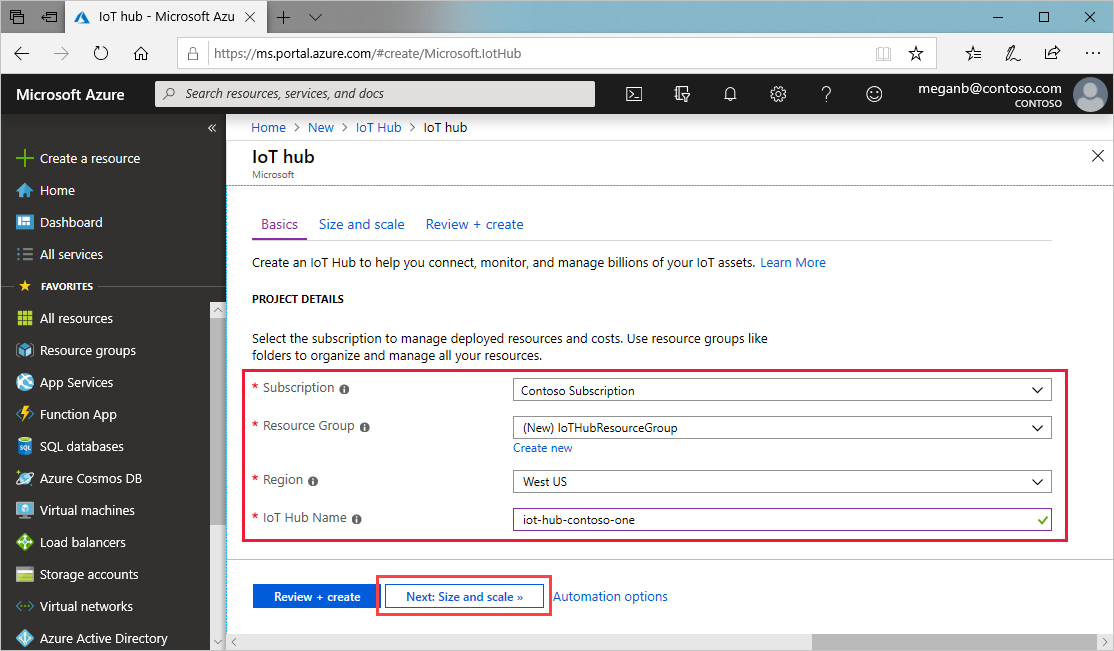 IoT hub - Microsoft Azu
https://ms.portal.azure.com/#create/Microsoft.IotHub
Microsoft Azure
Search resources, services, and docs
meganb@contoso.com
CONTOSO
Create a resource
Home
Dashboard
All services
FAVORITES
All resources
Resource groups
App Services
Function App
SQL databases
Azure Cosmos DB
Virtual machines
Load balancers
Storage accounts
Virtual networks
Azure Active Directory
Home > New > IoT Hub > IoT hub
IoT hub
Microsoft
Basics Size and scale Review + create
Create an IoT Hub to help you connect, monitor, and manage billions of your IoT assets. Learn More
PROJECT DETAILS
Select the subscription to manage deployed resources and costs. Use resource groups like
folders to organize and manage all your resources.
* Subscription Contoso Subscription
* Resource Group (New) IoTHubResourceGroup
Create new
* Region West US
* IoT Hub Name iot-hub-contoso-one
Review + create Next: Size and scale » Automation options